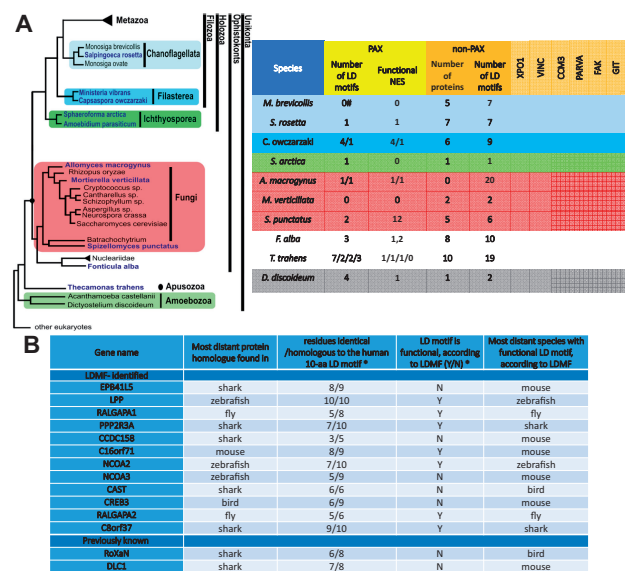 A
Metazoa
Monosiga brevicollis
Salpingoeca rosetta
Monosiga ovate
Choanoflagellata
Ministeria vibrans
Capsaspora owczarzaki
Filasterea
Sphaeroforma arctica
Amoebidium parasiticum
Ichthyosporea
Allomyces macrogynus
Rhizopus oryzae
Mortierella verticillata
Cryptococcus sp.
Cantharellus sp.
Schizophyllum sp.
Aspergillus sp.
Neurospora crassa
Saccharomyces cerevisiae
Fungi
Batrachochytrium
Spizellomyces punctatus
Nucleariidae
Fonticula alba
Thecamonas trahens
Apusozoa
Acanthamoeba castellanii
Dictyostelium discoideum
Amoebozoa
other eukaryotes
Filozoa
Holozoa
Ophistokonts
Unikonta
PAX non-PAX
Species Number of LD motifs Functional NES Number of proteins Number of LD motifs XPO1 VINC CCM3 PARVA FAK GIT
M. brevicollis 0# 0 5 7
S. rosetta 1 1 7 7
C. owczarzaki 4/1 4/1 6 9
S. arctica 1 0 1 1
A. macrogynus 1/1 1/1 0 20
M. verticillata 0 0 2 2
S. punctatus 2 12 5 6
F. alba 3 1,2 8 10
T. trahens 7/2/2/3 1/1/1/0 10 19
D. discoideum 4 1 1 2
B
Gene name Most distant protein homologue found in residues identical /homologous to the human 10-aa LD motif * LD motif is functional, according to LDMF (Y/N) * Most distant species with functional LD motif, according to LDMF
LDMF- Identified
EPB41L5 shark 8/9 N mouse
LPP zebrafish 10/10 Y zebrafish
RALGAPA1 fly 5/8 Y fly
PPP2R3A shark 7/10 Y shark
CCDC158 shark 3/5 N mouse
C16orf71 mouse 8/9 Y mouse
NCOA2 zebrafish 7/10 Y zebrafish
NCOA3 zebrafish 5/9 N mouse
CAST shark 6/6 N bird
CREB3 bird 6/9 N mouse
RALGAPA2 fly 5/6 Y fly
C8orf37 shark 9/10 Y shark
Previously known
RoXaN shark 6/8 N bird
DLC1 shark 7/8 N mouse